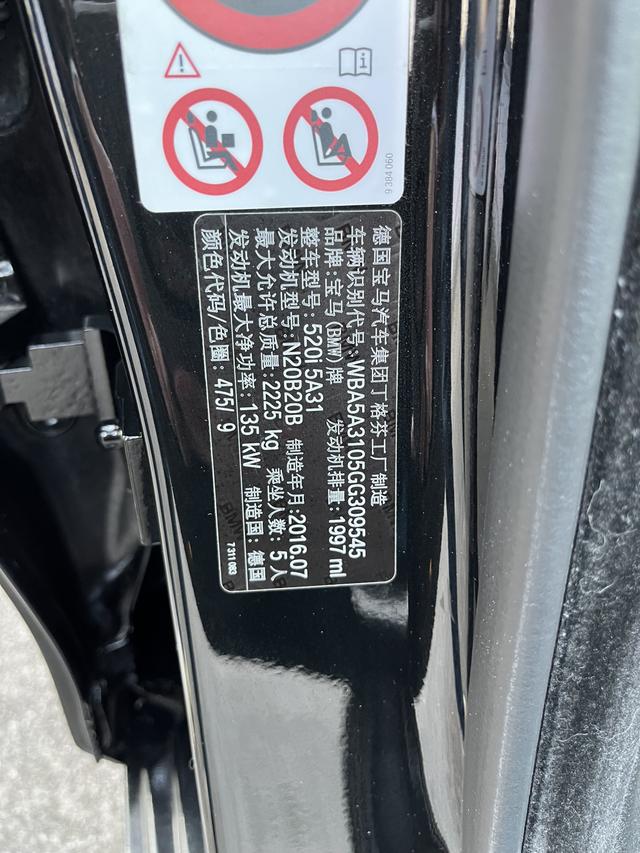 9 384 060
德国宝马汽车集团丁格芬工厂制造
车辆识别代号:WBA5A3105GG309545
品牌:宝马(BMW)牌 发动机排量:1997 ml
整车型号:520i 5A31
发动机型号:N20B20B 制造年月:2016.07
最大允许总质量:2225 kg 乘坐人数:5人
发动机最大净功率:135 kW 制造国:德国
颜色代码/色圈:475/ 9
7 311 083